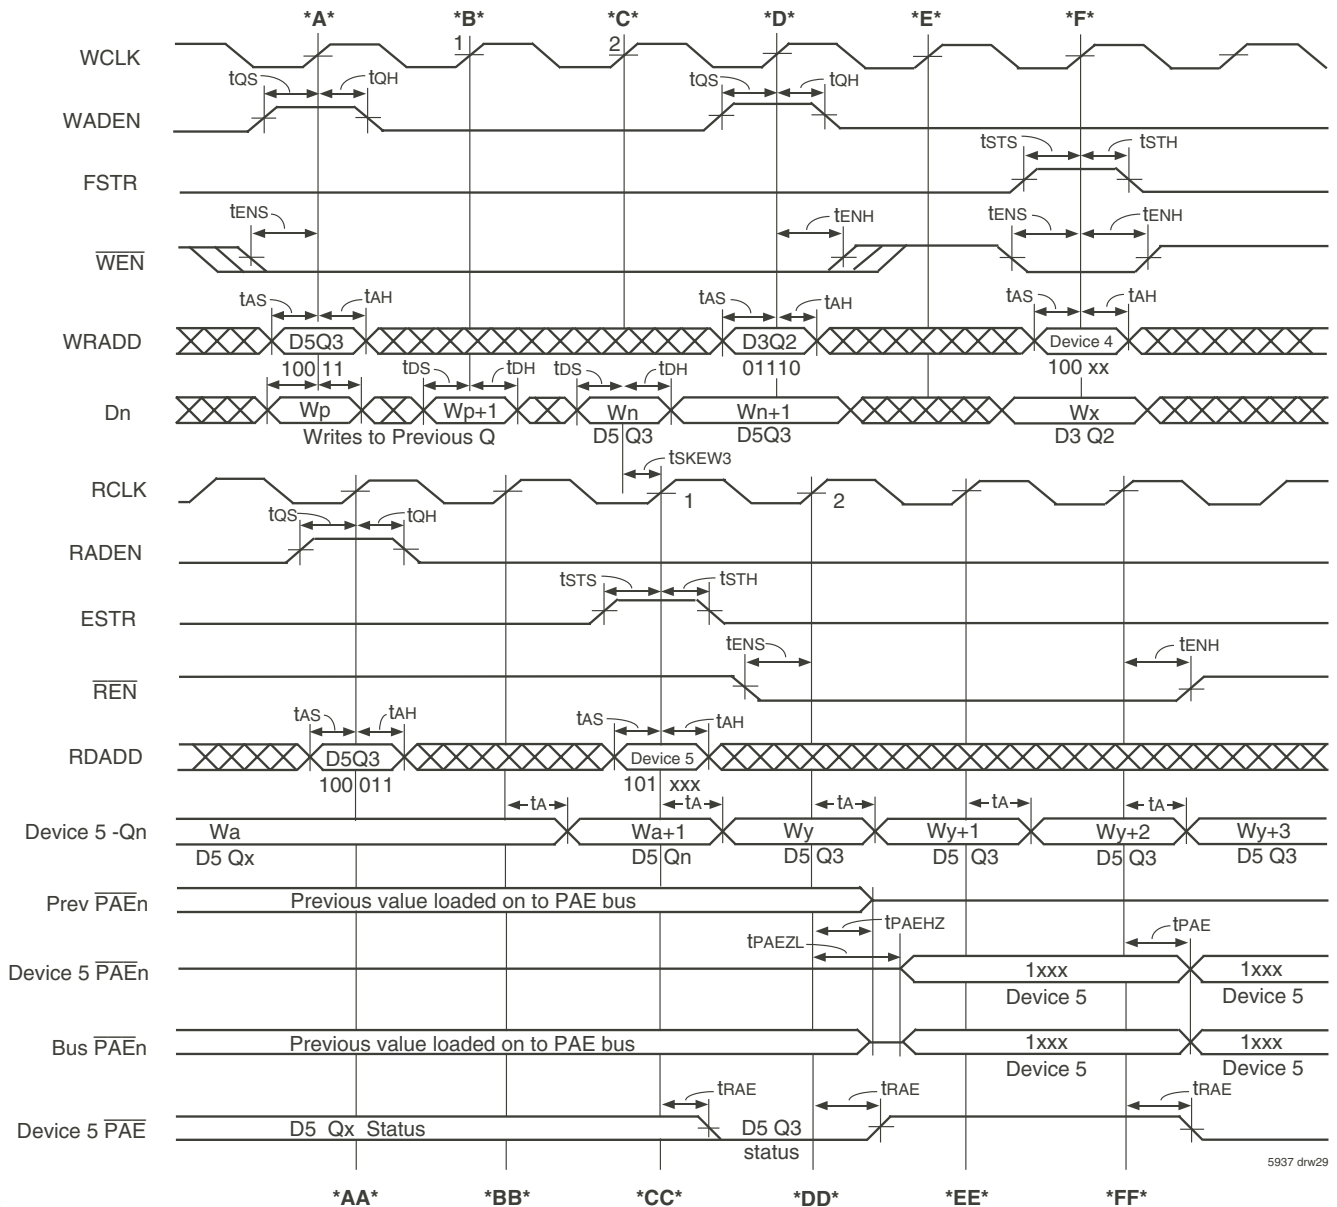 *A* *B* *C* *D* *E* *F*
WCLK 1 2
tQS tQH tQS tQH
WADEN
tSTS tSTH
FSTR
tENS tENH tENS tENH
WEN
tAS tAH tAS tAH tAS tAH
WRADD D5Q3 D3Q2 Device 4
100 11 01110 100 xx
tDS tDH tDS tDH
Dn Wp Wp+1 Wn Wn+1 Wx
Writes to Previous Q D5 Q3 D5Q3 D3 Q2
tSKEW3
RCLK 1 2
tQS tQH
RADEN
tSTS tSTH
ESTR
tENS tENH
REN
tAS tAH tAS tAH
RDADD D5Q3 Device 5
100 011 101 xxx
tA tA tA tA tA
Device 5 -Qn Wa Wa+1 Wy Wy+1 Wy+2 Wy+3
D5 Qx D5 Qn D5 Q3 D5 Q3 D5 Q3 D5 Q3
Prev PAEn Previous value loaded on to PAE bus
tPAEHZ tPAE
tPAEZL
Device 5 PAEn 1xxx 1xxx
Device 5 Device 5
Bus PAEn Previous value loaded on to PAE bus 1xxx 1xxx
Device 5 Device 5
tRAE tRAE tRAE
Device 5 PAE D5 Qx Status D5 Q3
status
5937 drw29
*AA* *BB* *CC* *DD* *EE* *FF*